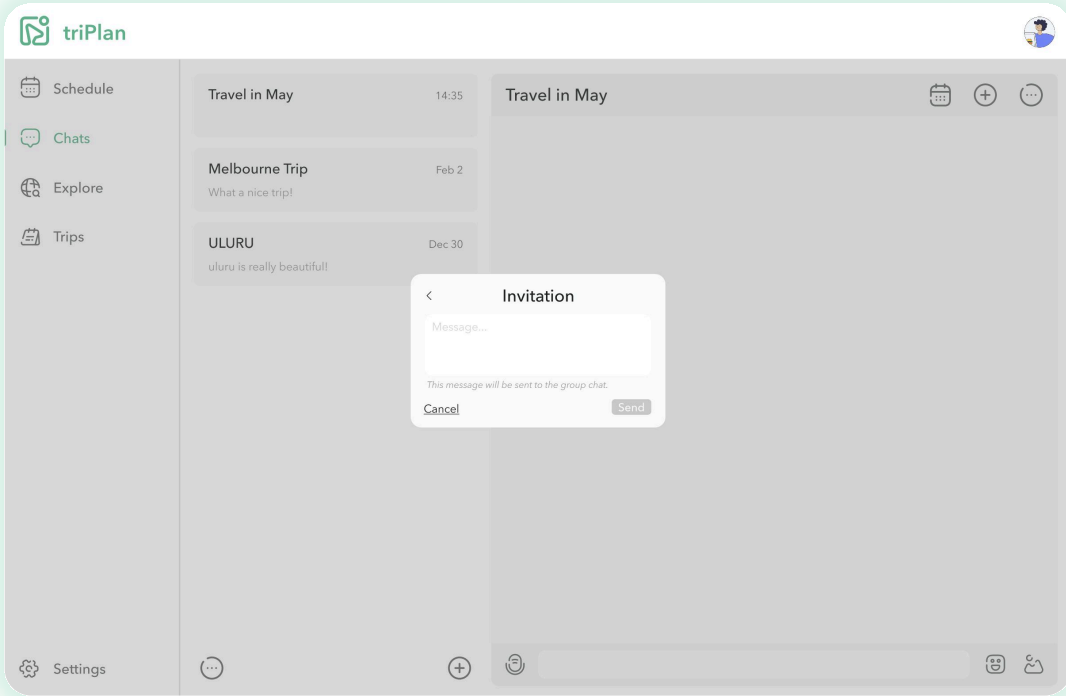 triPlan
Schedule
Chats
Explore
Trips
Settings
Travel in May
14:35
Melbourne Trip
Feb 2
What a nice trip!
ULURU
Dec 30
uluru is really beautiful!
Travel in May
Invitation
Message...
This message will be sent to the group chat.
Cancel
Send